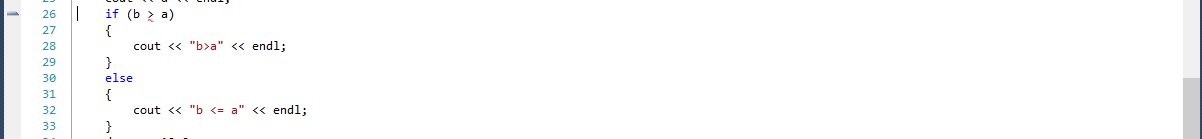 26 if (b > a)
27 {
28 cout << "b>a" << endl;
29 }
30 else
31 {
32 cout << "b <= a" << endl;
33 }